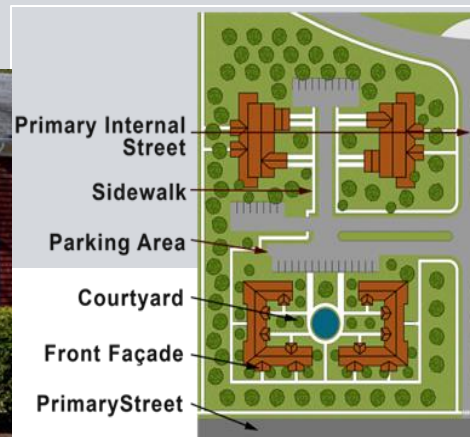 Primary Internal
Street
Sidewalk
Parking Area
Courtyard
Front Façade
PrimaryStreet